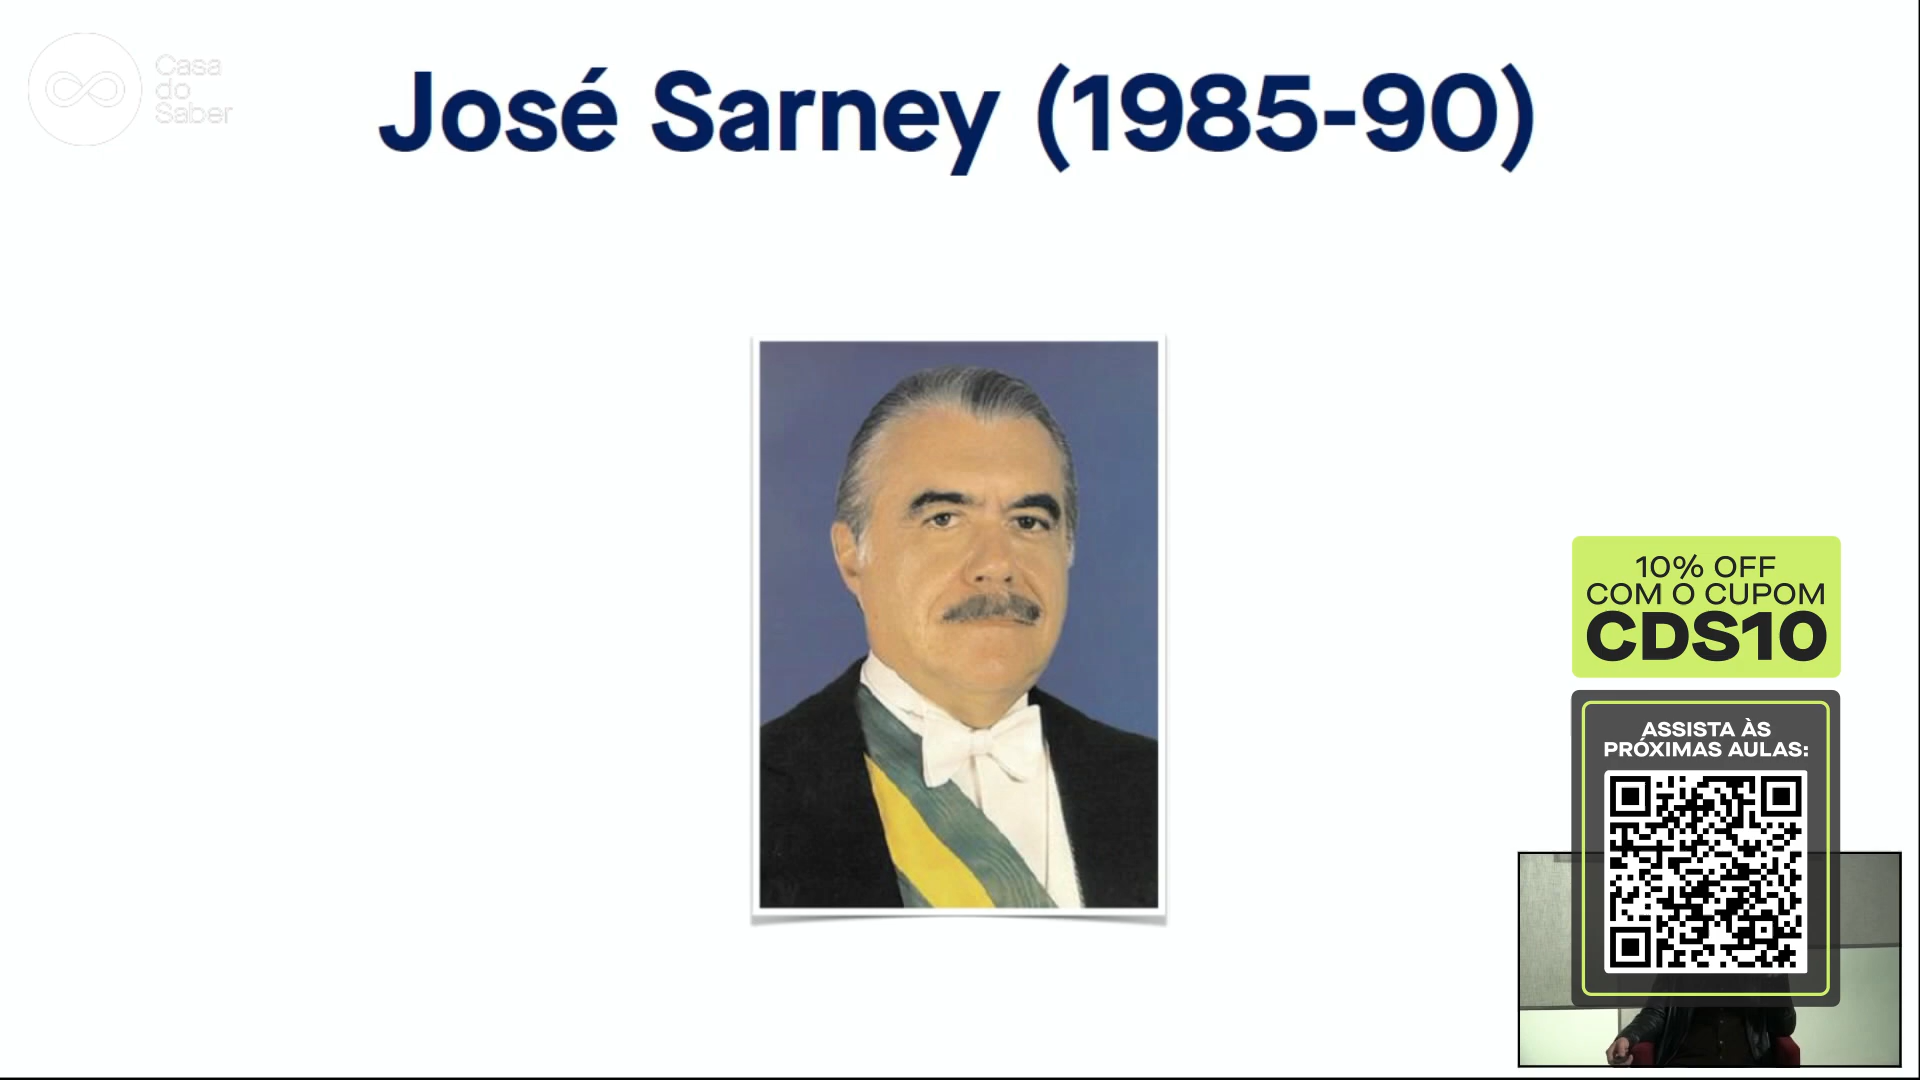 Casa
do
Saber
José Sarney (1985-90)
10% OFF
COM O CUPOM
CDS10
ASSISTA ÀS
PRÓXIMAS AULAS: